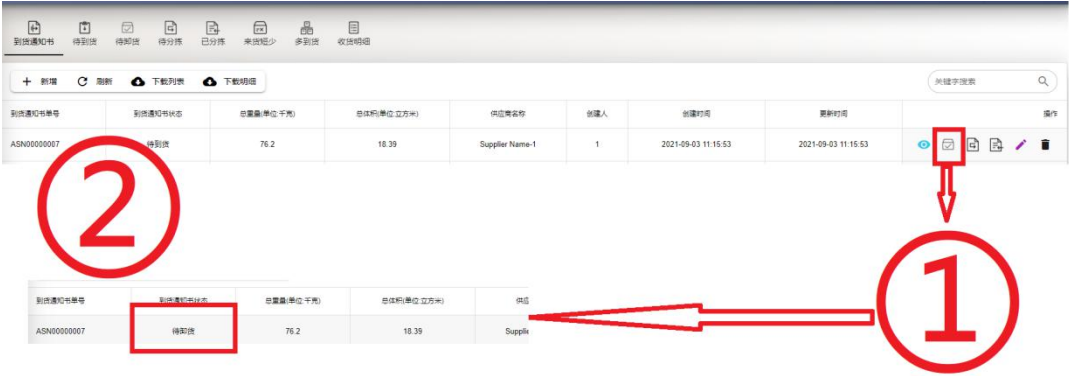 到货通知书 待到货 待卸货 待分拣 已分拣 来货短少 多到货 收货明细
+ 新增 刷新 下载列表 下载明细 关键字搜索
到货通知书单号 到货通知书状态 总重量(单位:千克) 总体积(单位:立方米) 供应商名称 创建人 创建时间 更新时间 操作
ASN00000007 待到货 76.2 18.39 Supplier Name-1 1 2021-09-03 11:15:53 2021-09-03 11:15:53
②
①
到货通知书单号 到货通知书状态 总重量(单位:千克) 总体积(单位:立方米) 供应
ASN00000007 待卸货 76.2 18.39 Supplie